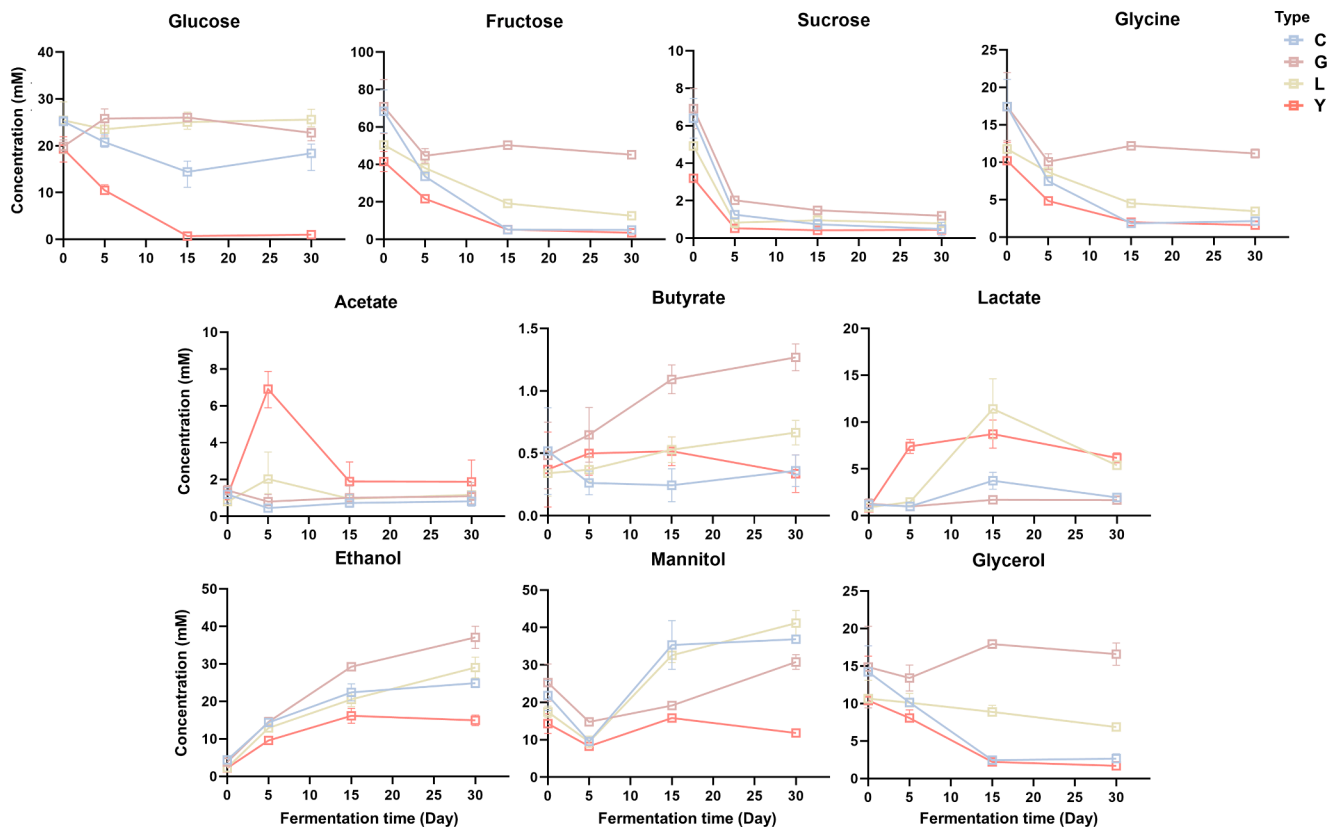 Glucose Fructose Sucrose Glycine Type
C
G
L
Y
Concentration (mM)
40
30
20
10
0
0 5 10 15 20 25 30
100
80
60
40
20
0
0 5 10 15 20 25 30
10
8
6
4
2
0
0 5 10 15 20 25 30
25
20
15
10
5
0
0 5 10 15 20 25 30
Acetate Butyrate Lactate
Concentration (mM)
10
8
6
4
2
0
0 5 10 15 20 25 30
1.5
1.0
0.5
0.0
0 5 10 15 20 25 30
20
15
10
5
0
0 5 10 15 20 25 30
Ethanol Mannitol Glycerol
Concentration (mM)
50
40
30
20
10
0
0 5 10 15 20 25 30
Fermentation time (Day)
50
40
30
20
10
0
0 5 10 15 20 25 30
Fermentation time (Day)
25
20
15
10
5
0
0 5 10 15 20 25 30
Fermentation time (Day)